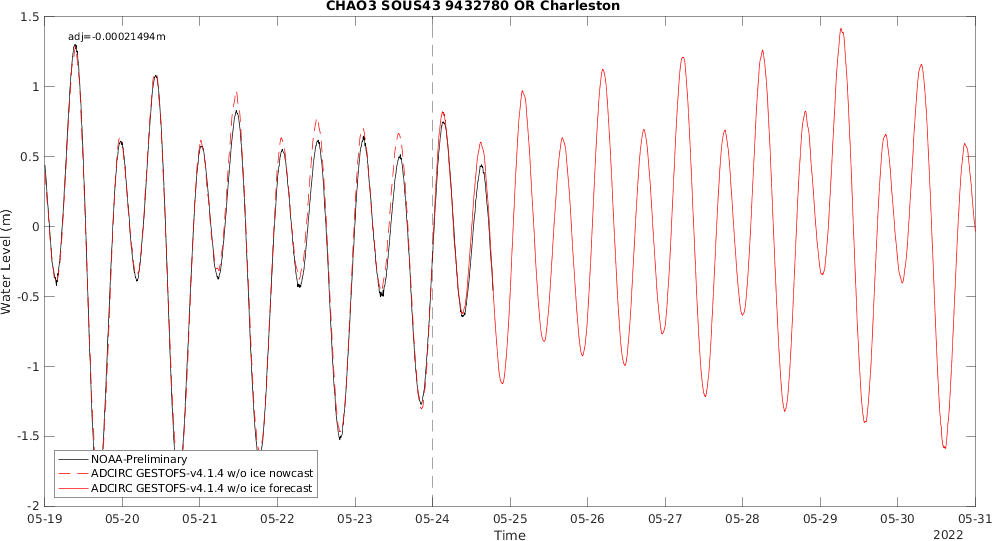 CHAO3 SOUS43 9432780 OR Charleston
adj=-0.00021494m
1.5
1
0.5
0
-0.5
-1
-1.5
-2
Water Level (m)
NOAA-Preliminary
ADCIRC GESTOFS-v4.1.4 w/o ice nowcast
ADCIRC GESTOFS-v4.1.4 w/o ice forecast
05-19 05-20 05-21 05-22 05-23 05-24 05-25 05-26 05-27 05-28 05-29 05-30 05-31
Time
2022